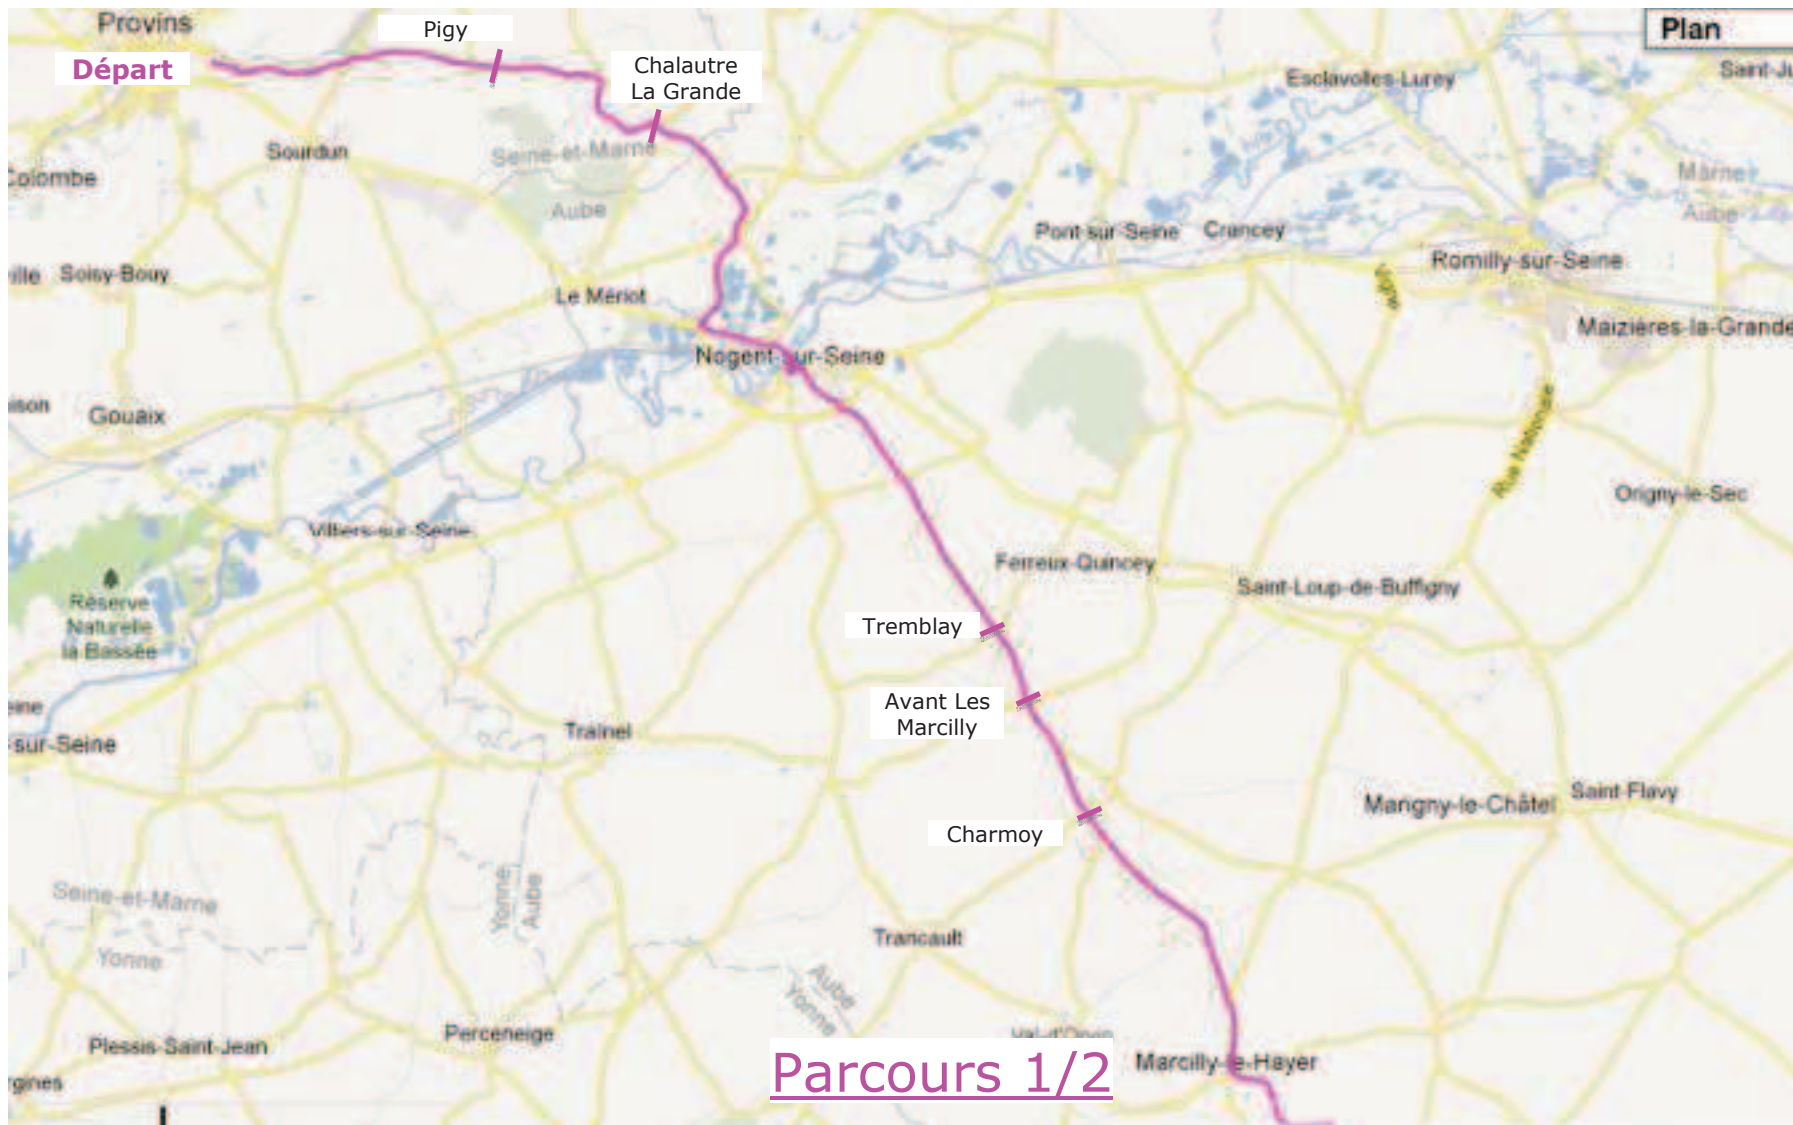 Provins
Pigy
Plan
Départ
Chalautre
La Grande
Esclavolles-Lurey
Sourdun
Seine-et-Marne
Colombe
Marne
Aube
Aube
Pont-sur-Seine
Crancey
Romilly-sur-Seine
Soisy-Bouy
Le Mériot
Maizières-la-Grande
Nogent-sur-Seine
Gouaix
Rue Nationale
Origny-le-Sec
Villiers-sur-Seine
Ferreux-Quincey
Saint-Loup-de-Buffigny
Réserve
Naturelle
la Bassée
Tremblay
Avant Les
Marcilly
Traînel
sur-Seine
Marigny-le-Châtel
Saint-Flavy
Charmoy
Seine-et-Marne
Yonne
Yonne
Aube
Trancault
Aube
Yonne
Perceneige
Plessis-Saint-Jean
Val-d'Orvin
Marcilly-le-Hayer
Parcours 1/2